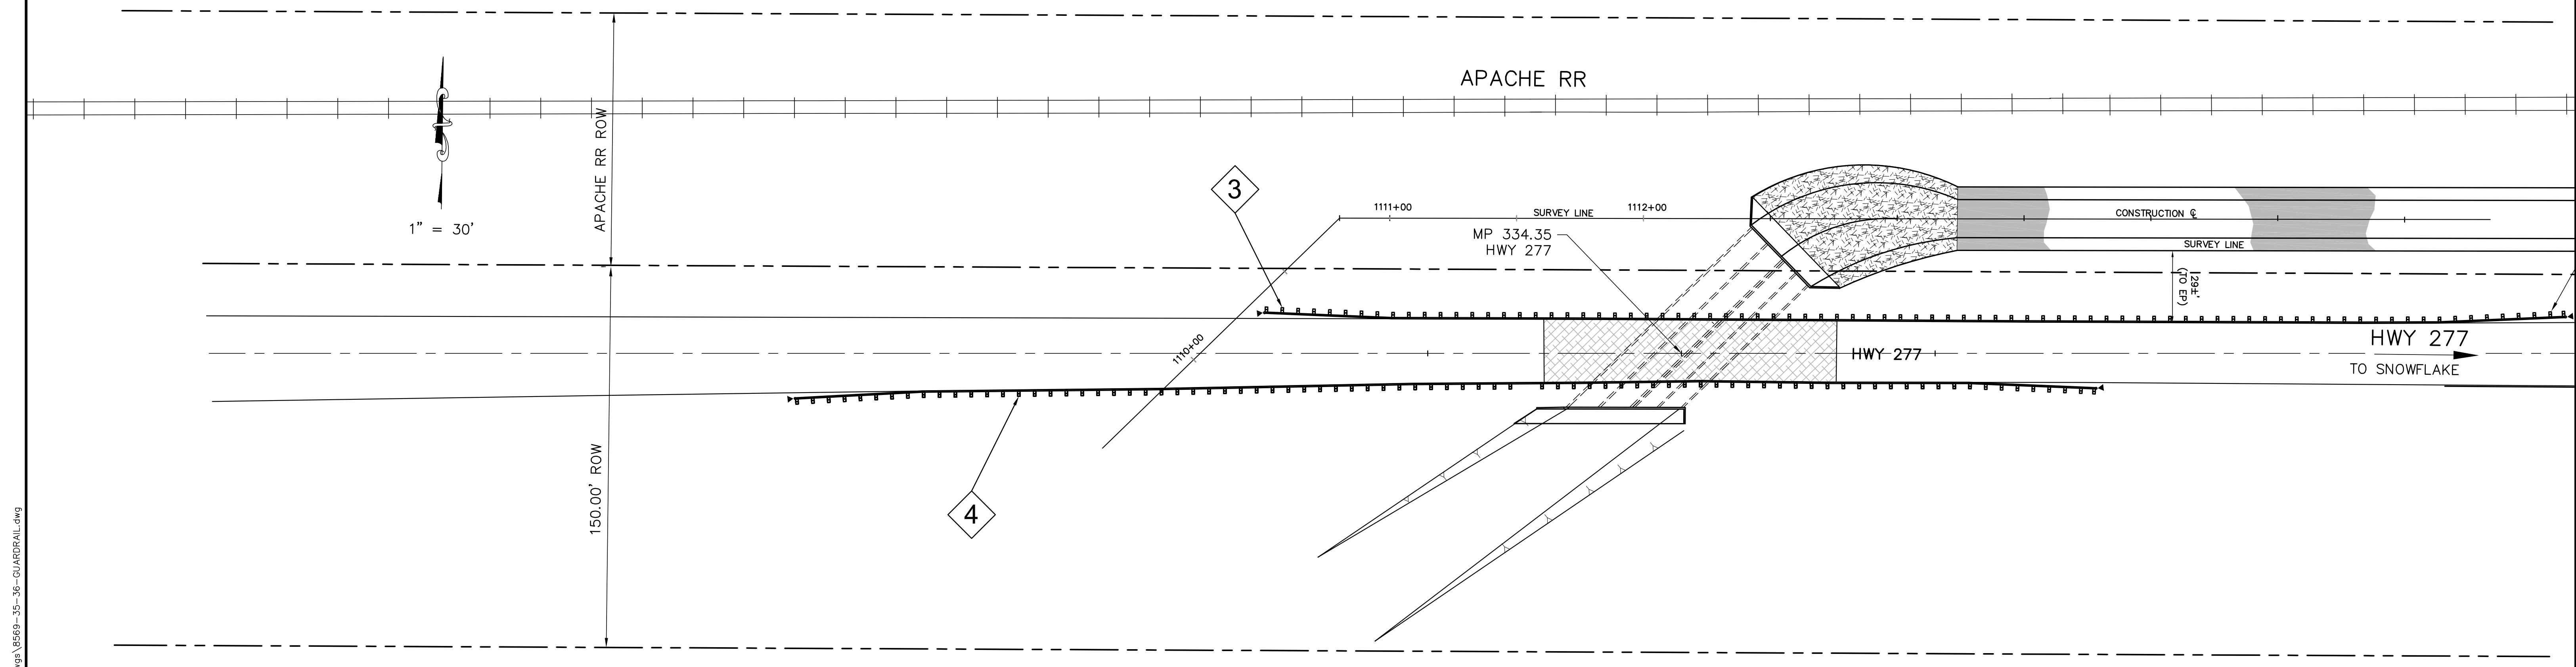 APACHE RR
APACHE RR ROW
1" = 30'
3
1111+00
SURVEY LINE
1112+00
MP 334.35
HWY 277
CONSTRUCTION ℄
SURVEY LINE
29±'
(TO EP)
1110+00
HWY 277
HWY 277
TO SNOWFLAKE
150.00' ROW
4
wgs\8569-35-36-GUARDRAIL.dwg